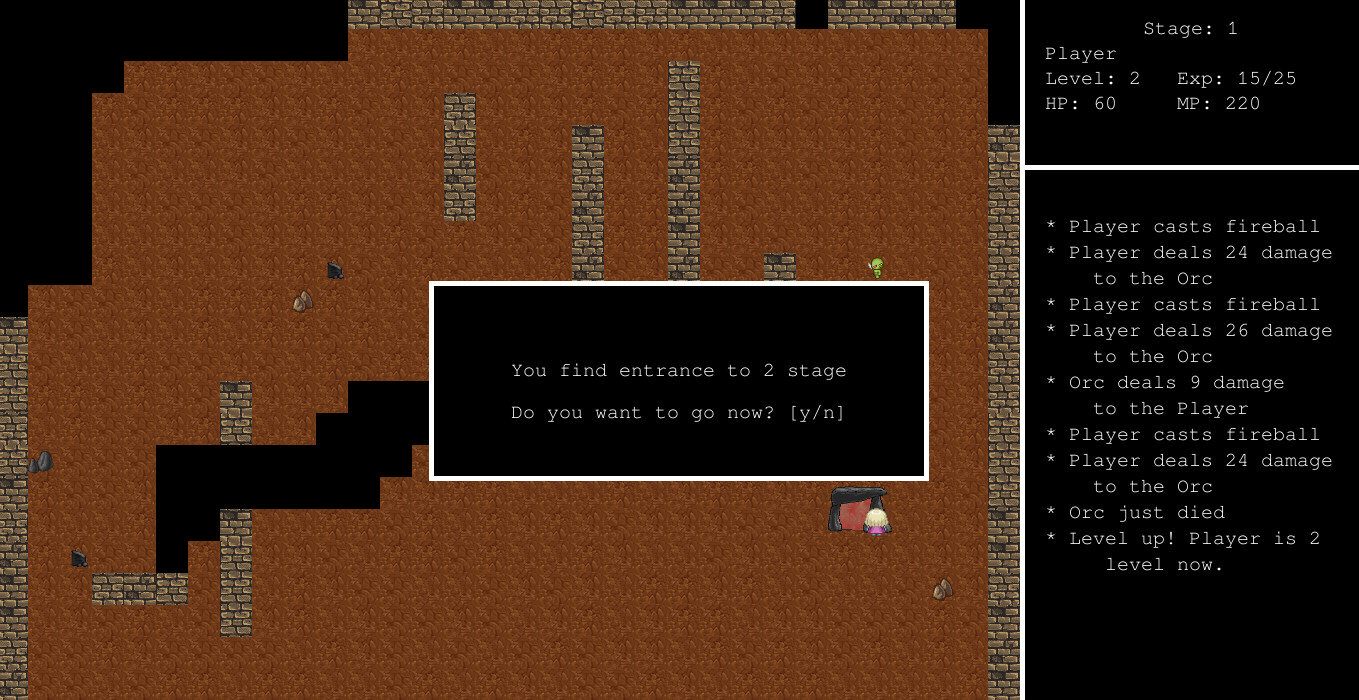 Stage: 1
Player
Level: 2 Exp: 15/25
HP: 60 MP: 220
* Player casts fireball
* Player deals 24 damage
to the Orc
* Player casts fireball
* Player deals 26 damage
to the Orc
* Orc deals 9 damage
to the Player
* Player casts fireball
* Player deals 24 damage
to the Orc
* Orc just died
* Level up! Player is 2
level now.
You find entrance to 2 stage
Do you want to go now? [y/n]